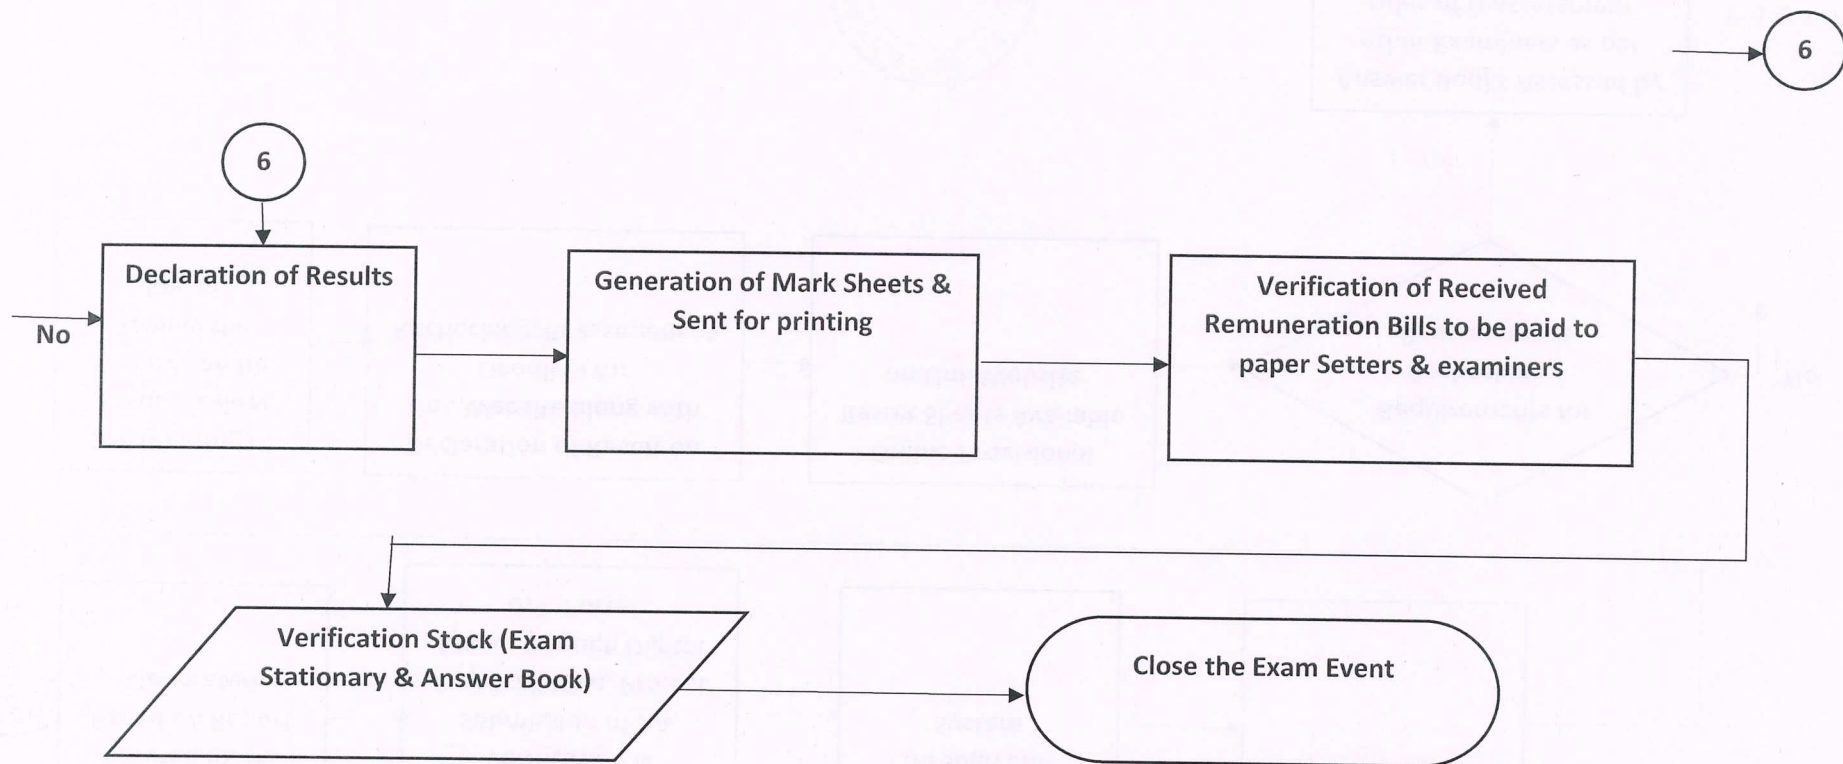 6
6
No
Declaration of Results
Generation of Mark Sheets &
Sent for printing
Verification of Received
Remuneration Bills to be paid to
paper Setters & examiners
Verification Stock (Exam
Stationary & Answer Book)
Close the Exam Event